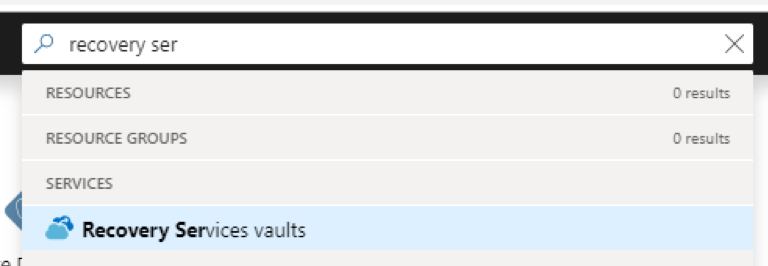 recovery ser
RESOURCES 0 results
RESOURCE GROUPS 0 results
SERVICES
Recovery Services vaults